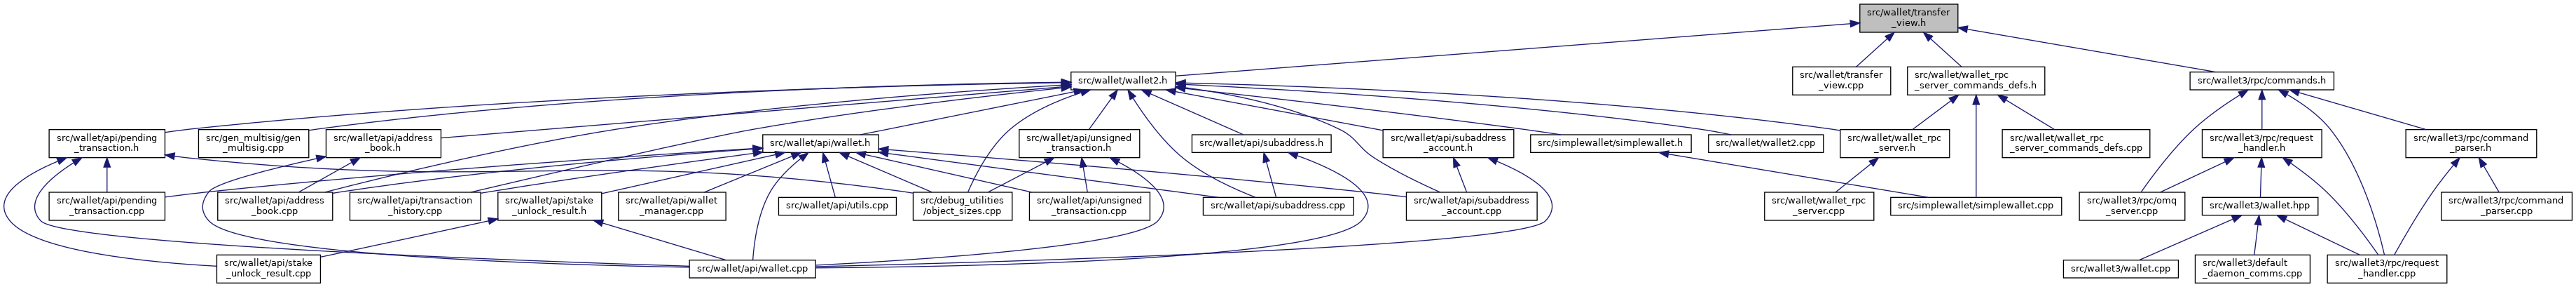 src/wallet/transfer
_view.h
src/wallet/wallet2.h
src/wallet/transfer
_view.cpp
src/wallet/wallet_rpc
_server_commands_defs.h
src/wallet3/rpc/commands.h
src/wallet/api/pending
_transaction.h
src/gen_multisig/gen
_multisig.cpp
src/wallet/api/address
_book.h
src/wallet/api/wallet.h
src/wallet/api/unsigned
_transaction.h
src/wallet/api/subaddress.h
src/wallet/api/subaddress
_account.h
src/simplewallet/simplewallet.h
src/wallet/wallet2.cpp
src/wallet/wallet_rpc
_server.h
src/wallet/wallet_rpc
_server_commands_defs.cpp
src/wallet3/rpc/request
_handler.h
src/wallet3/rpc/command
_parser.h
src/wallet/api/pending
_transaction.cpp
src/wallet/api/address
_book.cpp
src/wallet/api/transaction
_history.cpp
src/wallet/api/stake
_unlock_result.h
src/wallet/api/wallet
_manager.cpp
src/wallet/api/utils.cpp
src/debug_utilities
/object_sizes.cpp
src/wallet/api/unsigned
_transaction.cpp
src/wallet/api/subaddress.cpp
src/wallet/api/subaddress
_account.cpp
src/wallet/wallet_rpc
_server.cpp
src/simplewallet/simplewallet.cpp
src/wallet3/rpc/omq
_server.cpp
src/wallet3/wallet.hpp
src/wallet3/rpc/command
_parser.cpp
src/wallet/api/stake
_unlock_result.cpp
src/wallet/api/wallet.cpp
src/wallet3/wallet.cpp
src/wallet3/default
_daemon_comms.cpp
src/wallet3/rpc/request
_handler.cpp